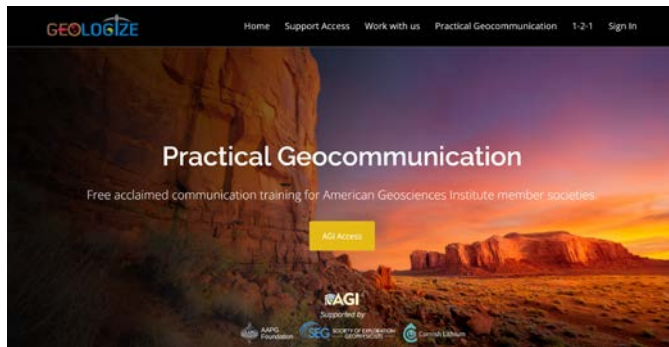 GEOLOGIZE
Home Support Access Work with us Practical Geocommunication 1-2-1 Sign In
Practical Geocommunication
Free acclaimed communication training for American Geosciences Institute member societies.
AGI Access
AGI
Supported by
AAPG
Foundation
SEG SOCIETY OF EXPLORATION
GEOPHYSICISTS
Cornish Lithium